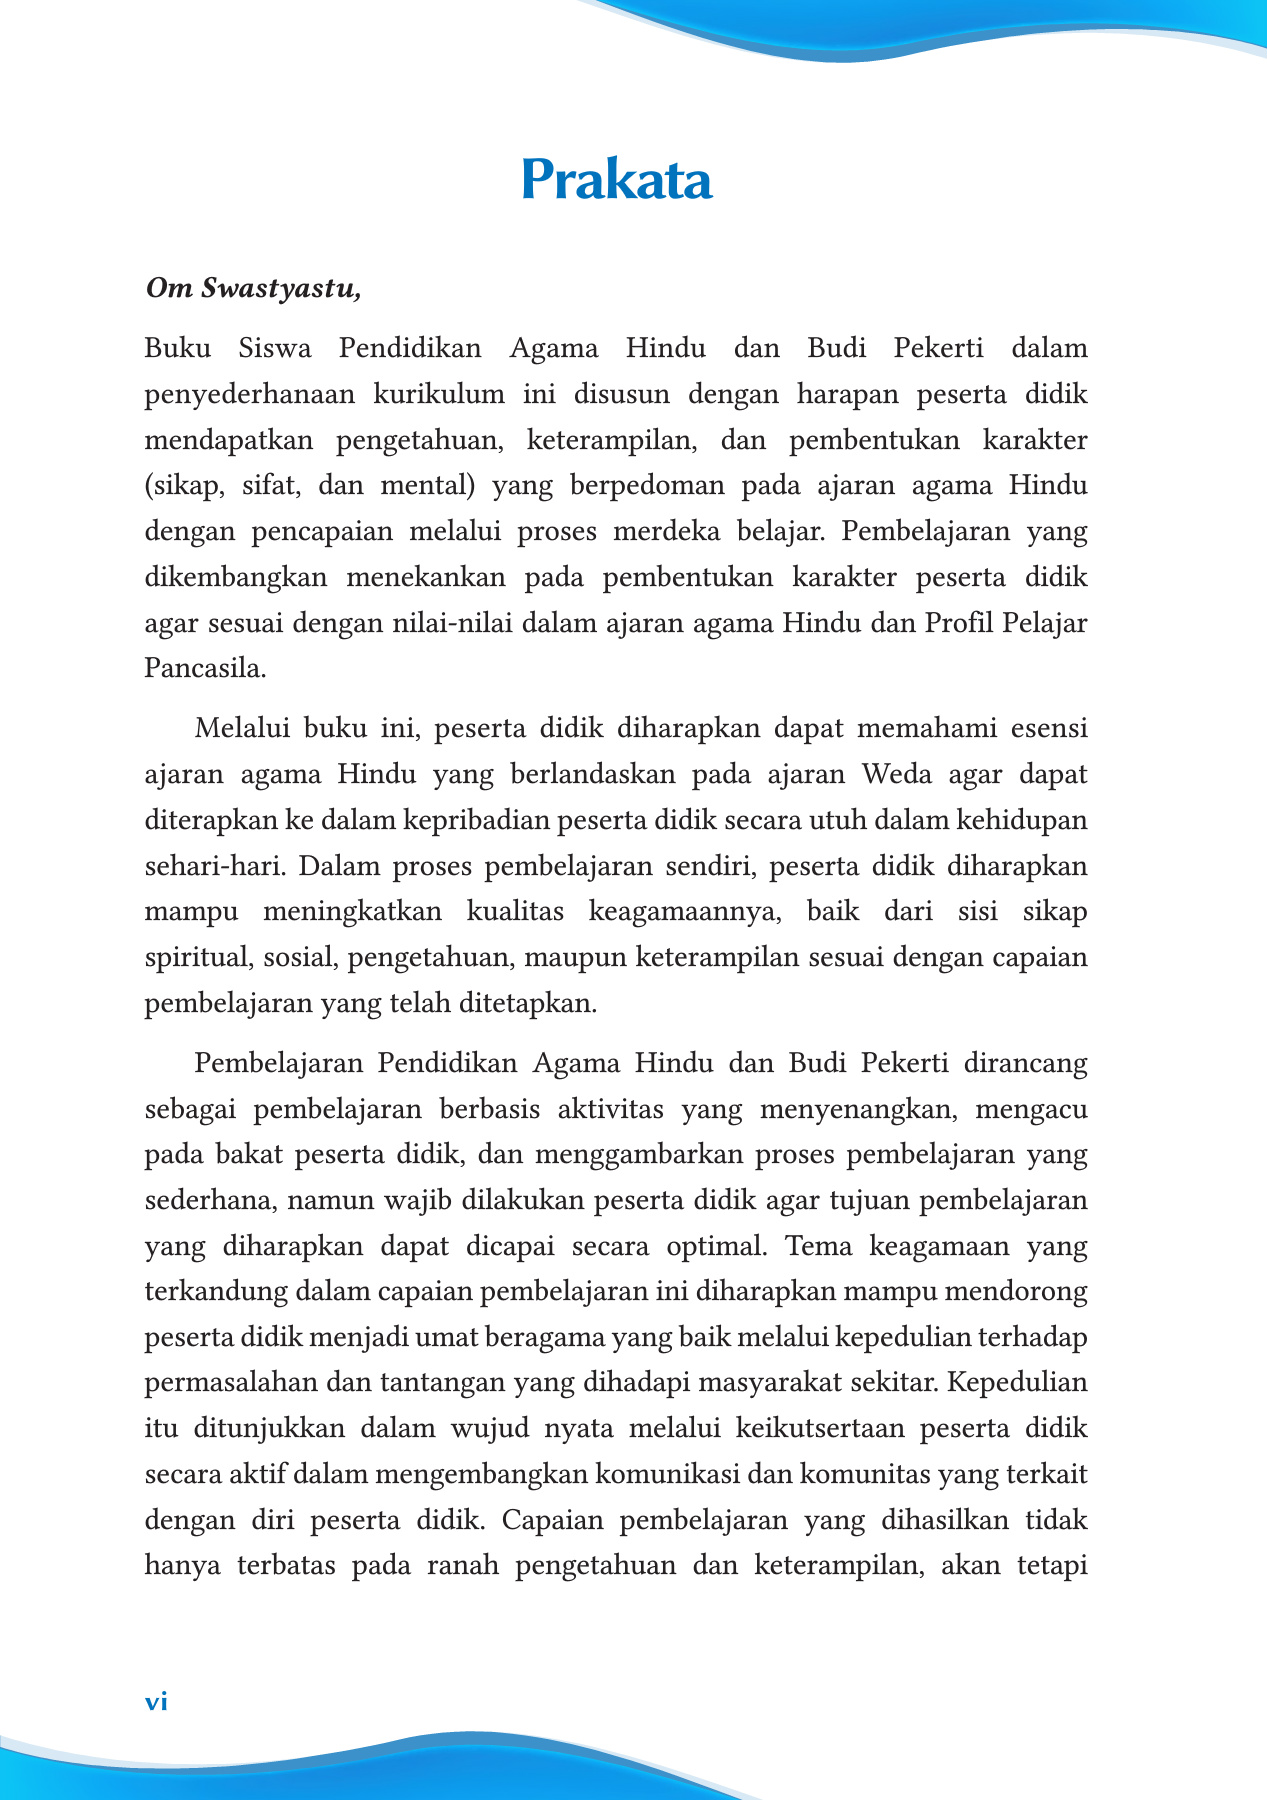 Prakata
Om Swastyastu,
Buku Siswa Pendidikan Agama Hindu dan Budi Pekerti dalam
penyederhanaan kurikulum ini disusun dengan harapan peserta didik
mendapatkan pengetahuan, keterampilan, dan pembentukan karakter
(sikap, sifat, dan mental) yang berpedoman pada ajaran agama Hindu
dengan pencapaian melalui proses merdeka belajar. Pembelajaran yang
dikembangkan menekankan pada pembentukan karakter peserta didik
agar sesuai dengan nilai-nilai dalam ajaran agama Hindu dan Profil Pelajar
Pancasila.
Melalui buku ini, peserta didik diharapkan dapat memahami esensi
ajaran agama Hindu yang berlandaskan pada ajaran Weda agar dapat
diterapkan ke dalam kepribadian peserta didik secara utuh dalam kehidupan
sehari-hari. Dalam proses pembelajaran sendiri, peserta didik diharapkan
mampu meningkatkan kualitas keagamaannya, baik dari sisi sikap
spiritual, sosial, pengetahuan, maupun keterampilan sesuai dengan capaian
pembelajaran yang telah ditetapkan.
Pembelajaran Pendidikan Agama Hindu dan Budi Pekerti dirancang
sebagai pembelajaran berbasis aktivitas yang menyenangkan, mengacu
pada bakat peserta didik, dan menggambarkan proses pembelajaran yang
sederhana, namun wajib dilakukan peserta didik agar tujuan pembelajaran
yang diharapkan dapat dicapai secara optimal. Tema keagamaan yang
terkandung dalam capaian pembelajaran ini diharapkan mampu mendorong
peserta didik menjadi umat beragama yang baik melalui kepedulian terhadap
permasalahan dan tantangan yang dihadapi masyarakat sekitar. Kepedulian
itu ditunjukkan dalam wujud nyata melalui keikutsertaan peserta didik
secara aktif dalam mengembangkan komunikasi dan komunitas yang terkait
dengan diri peserta didik. Capaian pembelajaran yang dihasilkan tidak
hanya terbatas pada ranah pengetahuan dan keterampilan, akan tetapi
vi